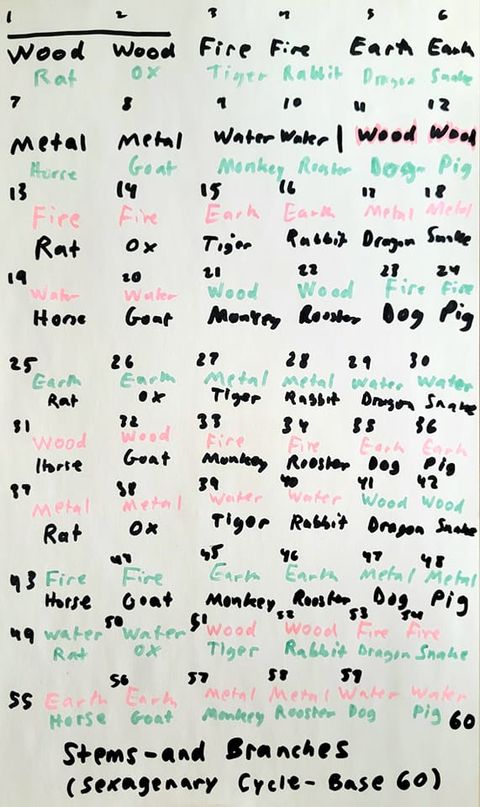 1 2 3 4 5 6
Wood Wood Fire Fire Earth Earth
Rat Ox Tiger Rabbit Dragon Snake
7 8 9 10 11 12
Metal Metal Water Water | Wood Wood
Horse Goat Monkey Rooster Dog Pig
13 14 15 16 17 18
Fire Fire Earth Earth Metal Metal
Rat Ox Tiger Rabbit Dragon Snake
19 20 21 22 23 24
Water Water Wood Wood Fire Fire
Horse Goat Monkey Rooster Dog Pig
25 26 27 28 29 30
Earth Earth Metal Metal Water Water
Rat Ox Tiger Rabbit Dragon Snake
31 32 33 34 35 36
Wood Wood Fire Fire Earth Earth
Horse Goat Monkey Rooster Dog Pig
37 38 39 40 41 42
Metal Metal Water Water Wood Wood
Rat Ox Tiger Rabbit Dragon Snake
43 44 45 46 47 48
Fire Fire Earth Earth Metal Metal
Horse Goat Monkey Rooster Dog Pig
49 50 51 52 53 54
Water Water Wood Wood Fire Fire
Rat Ox Tiger Rabbit Dragon Snake
55 56 57 58 59
Earth Earth Metal Metal Water Water
Horse Goat Monkey Rooster Dog Pig 60
Stems-and Branches
(Sexagenary Cycle-Base 60)